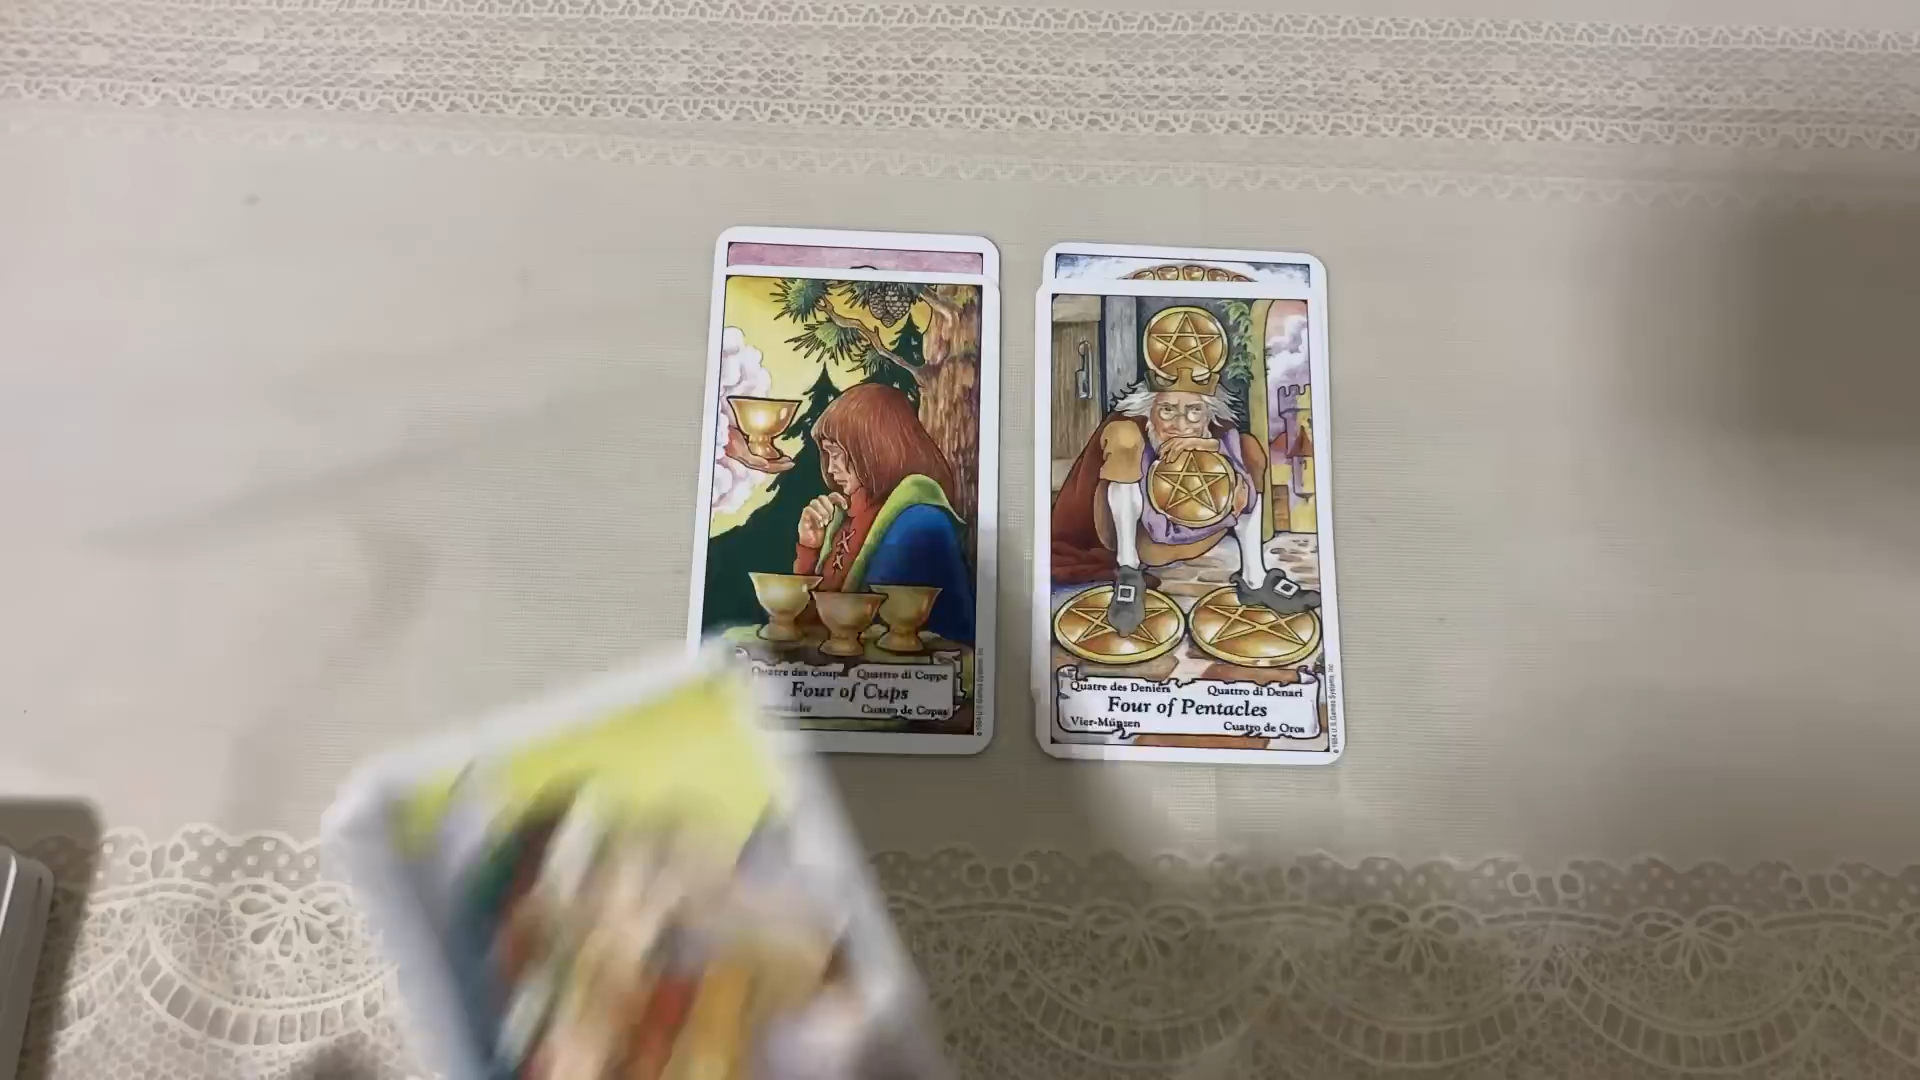 Quatre des Coup Quattro di Coppe
Four of Cups
Cuatro de Copas
Quatre des Deniers Quattro di Denari
Four of Pentacles
Vier-Münzen Cuatro de Oros